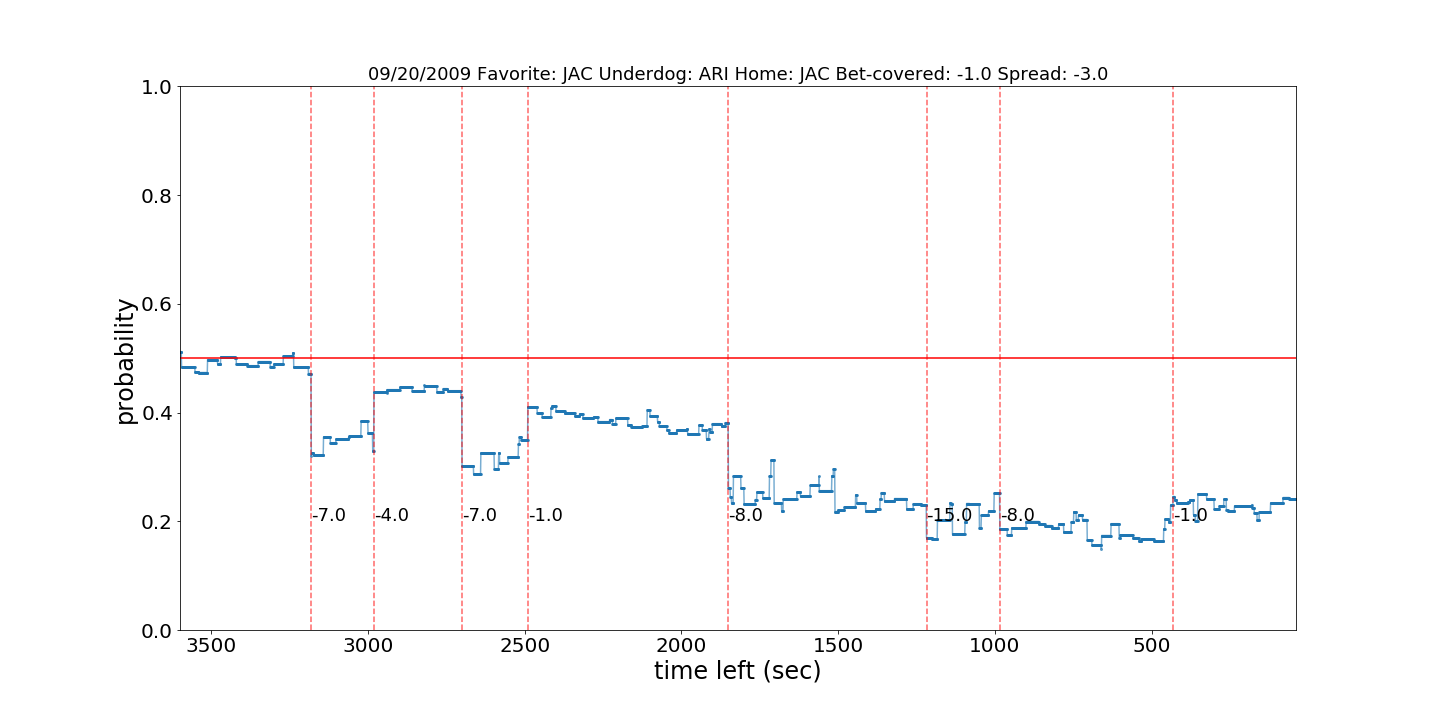 09/20/2009 Favorite: JAC Underdog: ARI Home: JAC Bet-covered: -1.0 Spread: -3.0
1.0
0.8
0.6
0.4
0.2
0.0
probability
-7.0 -4.0 -7.0 -1.0 -8.0 -15.0 -8.0 -1.0
3500 3000 2500 2000 1500 1000 500
time left (sec)